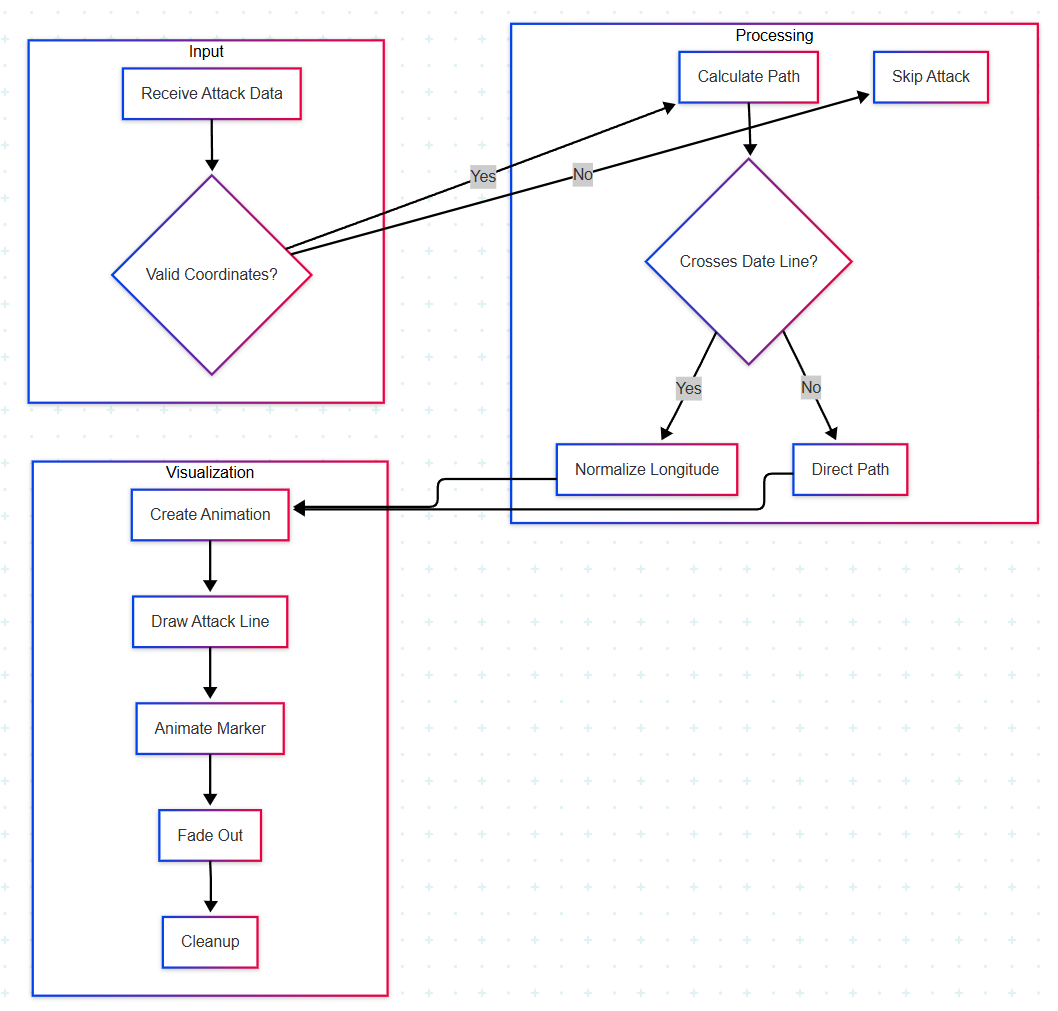 Input
Receive Attack Data
Valid Coordinates?
Yes
No
Processing
Calculate Path
Skip Attack
Crosses Date Line?
Yes
No
Normalize Longitude
Direct Path
Visualization
Create Animation
Draw Attack Line
Animate Marker
Fade Out
Cleanup